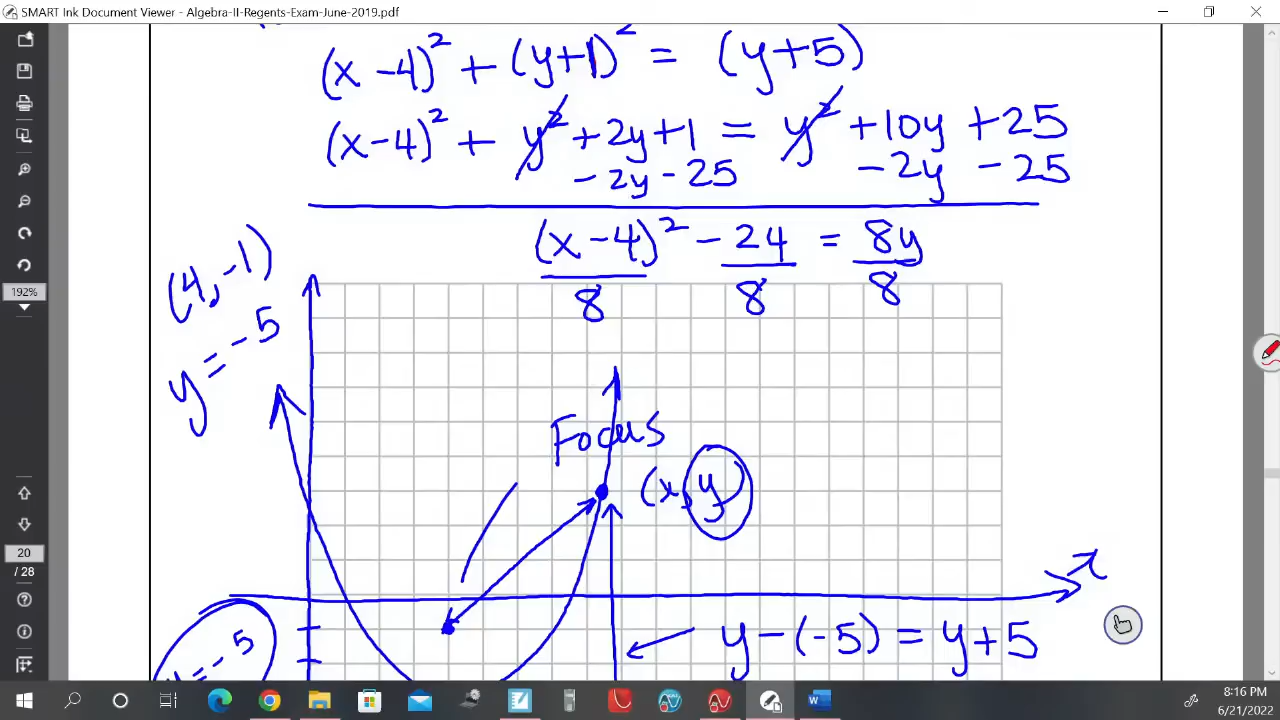 SMART Ink Document Viewer - Algebra-II-Regents-Exam-June-2019.pdf
(x-4)² + (y+1)² = (y+5)
(x-4)² + y² + 2y + 1 = y² + 10y + 25
- 2y - 25 - 2y - 25
(x-4)² - 24 = 8y
8 8 8
(4, -1)
y = -5
192%
Focus
(x, y)
x
y - (-5) = y + 5
= -5
20
/ 28
8:16 PM
6/21/2022